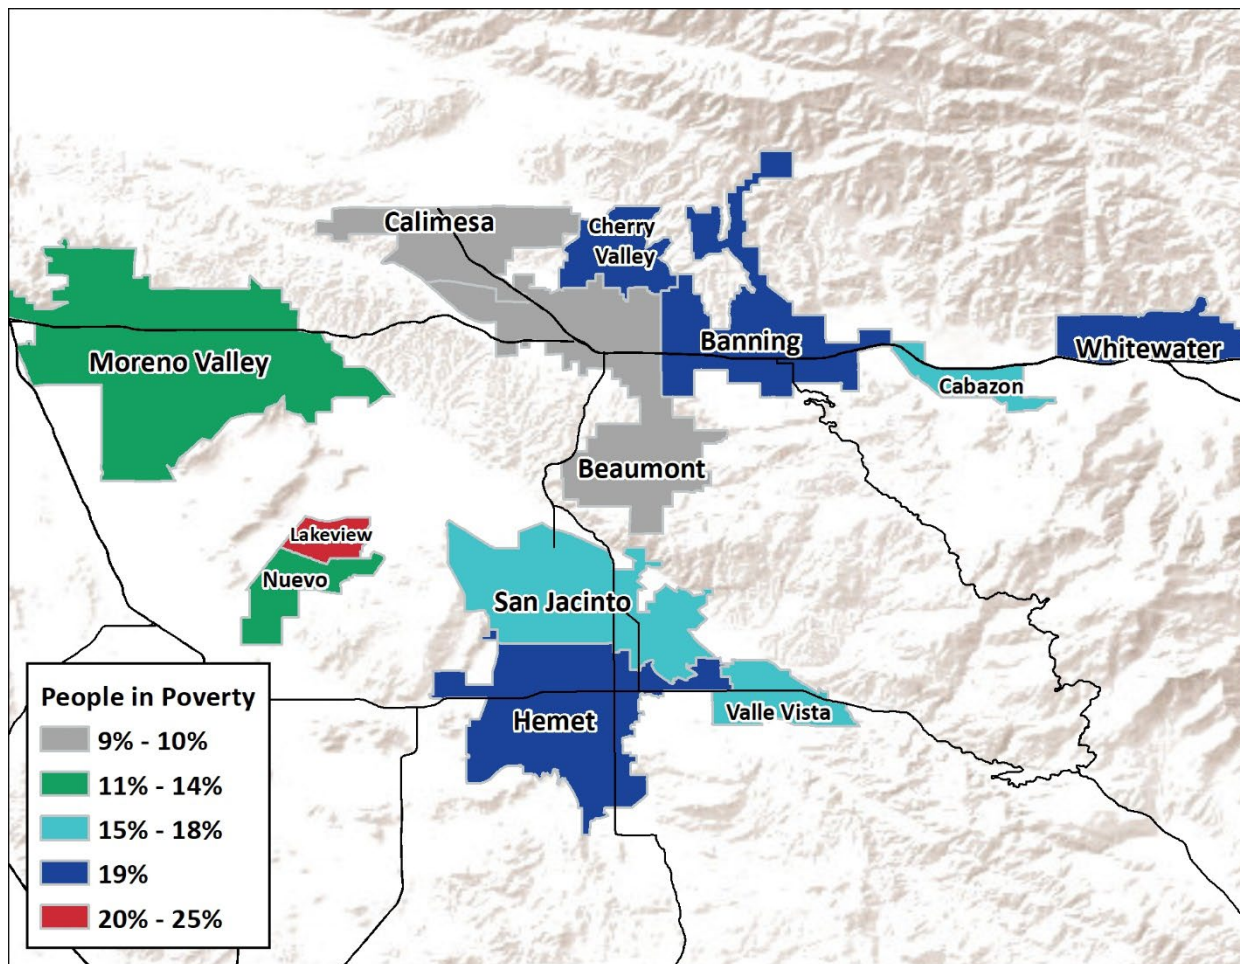 Calimesa
Cherry
Valley
Moreno Valley
Banning
Whitewater
Cabazon
Beaumont
Lakeview
Nuevo
San Jacinto
Hemet
Valle Vista
People in Poverty
9% - 10%
11% - 14%
15% - 18%
19%
20% - 25%